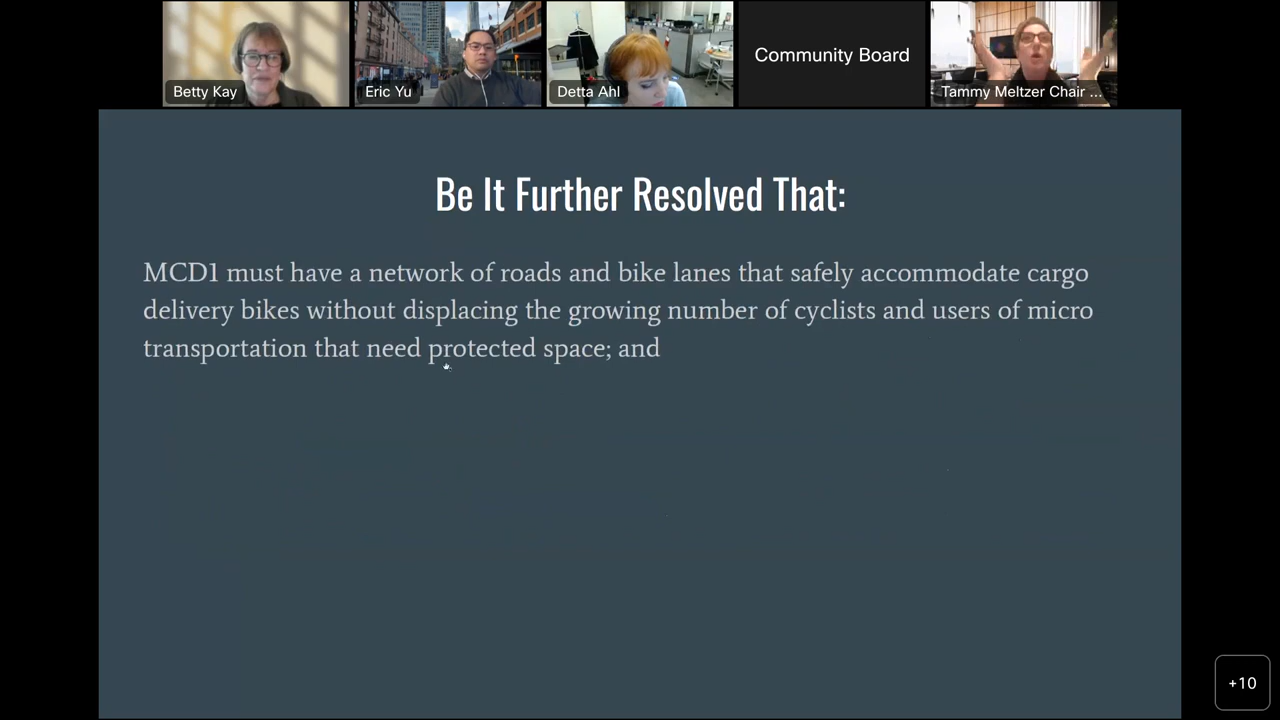 Betty Kay
Eric Yu
Detta Ahl
Community Board
Tammy Meltzer Chair ...
Be It Further Resolved That:
MCD1 must have a network of roads and bike lanes that safely accommodate cargo
delivery bikes without displacing the growing number of cyclists and users of micro
transportation that need protected space; and
+10